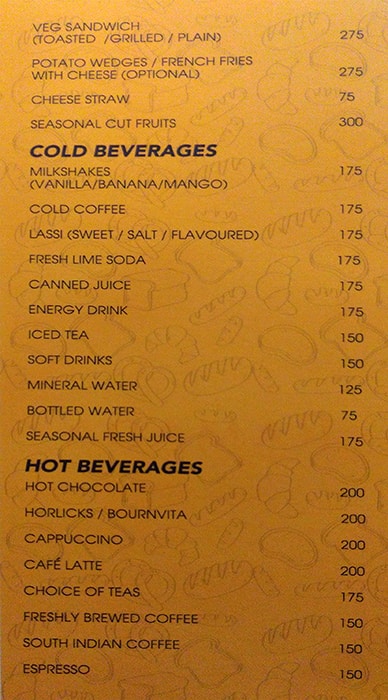 VEG SANDWICH
(TOASTED /GRILLED / PLAIN) 275
POTATO WEDGES / FRENCH FRIES
WITH CHEESE (OPTIONAL) 275
CHEESE STRAW 75
SEASONAL CUT FRUITS 300
COLD BEVERAGES
MILKSHAKES 175
(VANILLA/BANANA/MANGO)
COLD COFFEE 175
LASSI (SWEET / SALT / FLAVOURED) 175
FRESH LIME SODA 175
CANNED JUICE 175
ENERGY DRINK 175
ICED TEA 150
SOFT DRINKS 150
MINERAL WATER 125
BOTTLED WATER 75
SEASONAL FRESH JUICE 175
HOT BEVERAGES
HOT CHOCOLATE 200
HORLICKS / BOURNVITA 200
CAPPUCCINO 200
CAFÉ LATTE 200
CHOICE OF TEAS 175
FRESHLY BREWED COFFEE 150
SOUTH INDIAN COFFEE 150
ESPRESSO 150